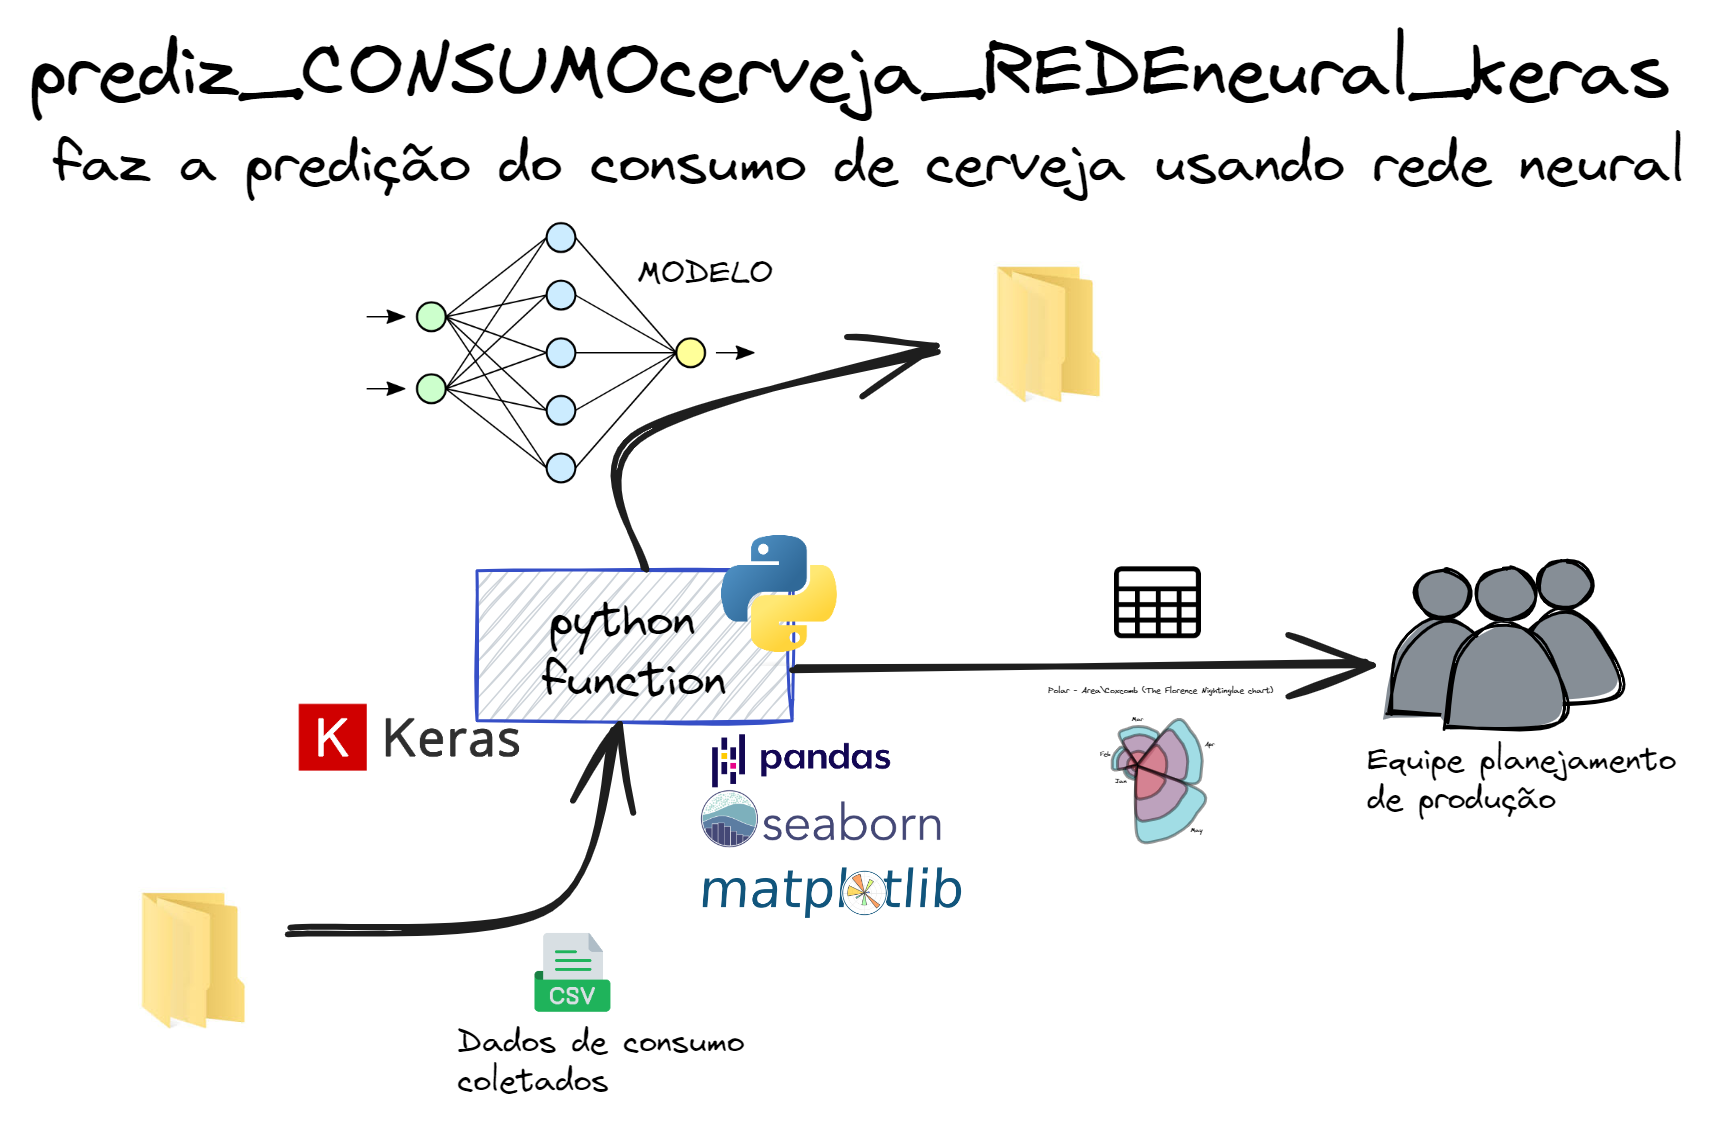 prediz_CONSUMOcerveja_REDEneural_keras
faz a predição do consumo de cerveja usando rede neural
MODELO
python
function
K Keras
pandas
seaborn
matplotlib
Polar - Area\Coxcomb (The Florence Nightinglae chart)
Mar
Apr
Feb
Jan
May
Equipe planejamento
de produção
CSV
Dados de consumo
coletados